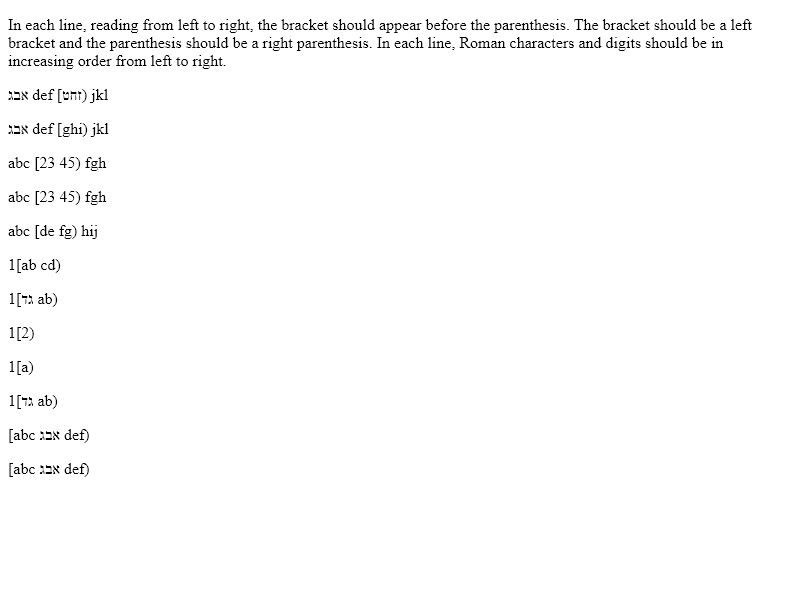 In each line, reading from left to right, the bracket should appear before the parenthesis. The bracket should be a left
bracket and the parenthesis should be a right parenthesis. In each line, Roman characters and digits should be in
increasing order from left to right.
אבג def [זחט) jkl
אבג def [ghi) jkl
abc [23 45) fgh
abc [23 45) fgh
abc [de fg) hij
1[ab cd)
1[גד ab)
1[2)
1[a)
1[גד ab)
[abc אבג def)
[abc אבג def)